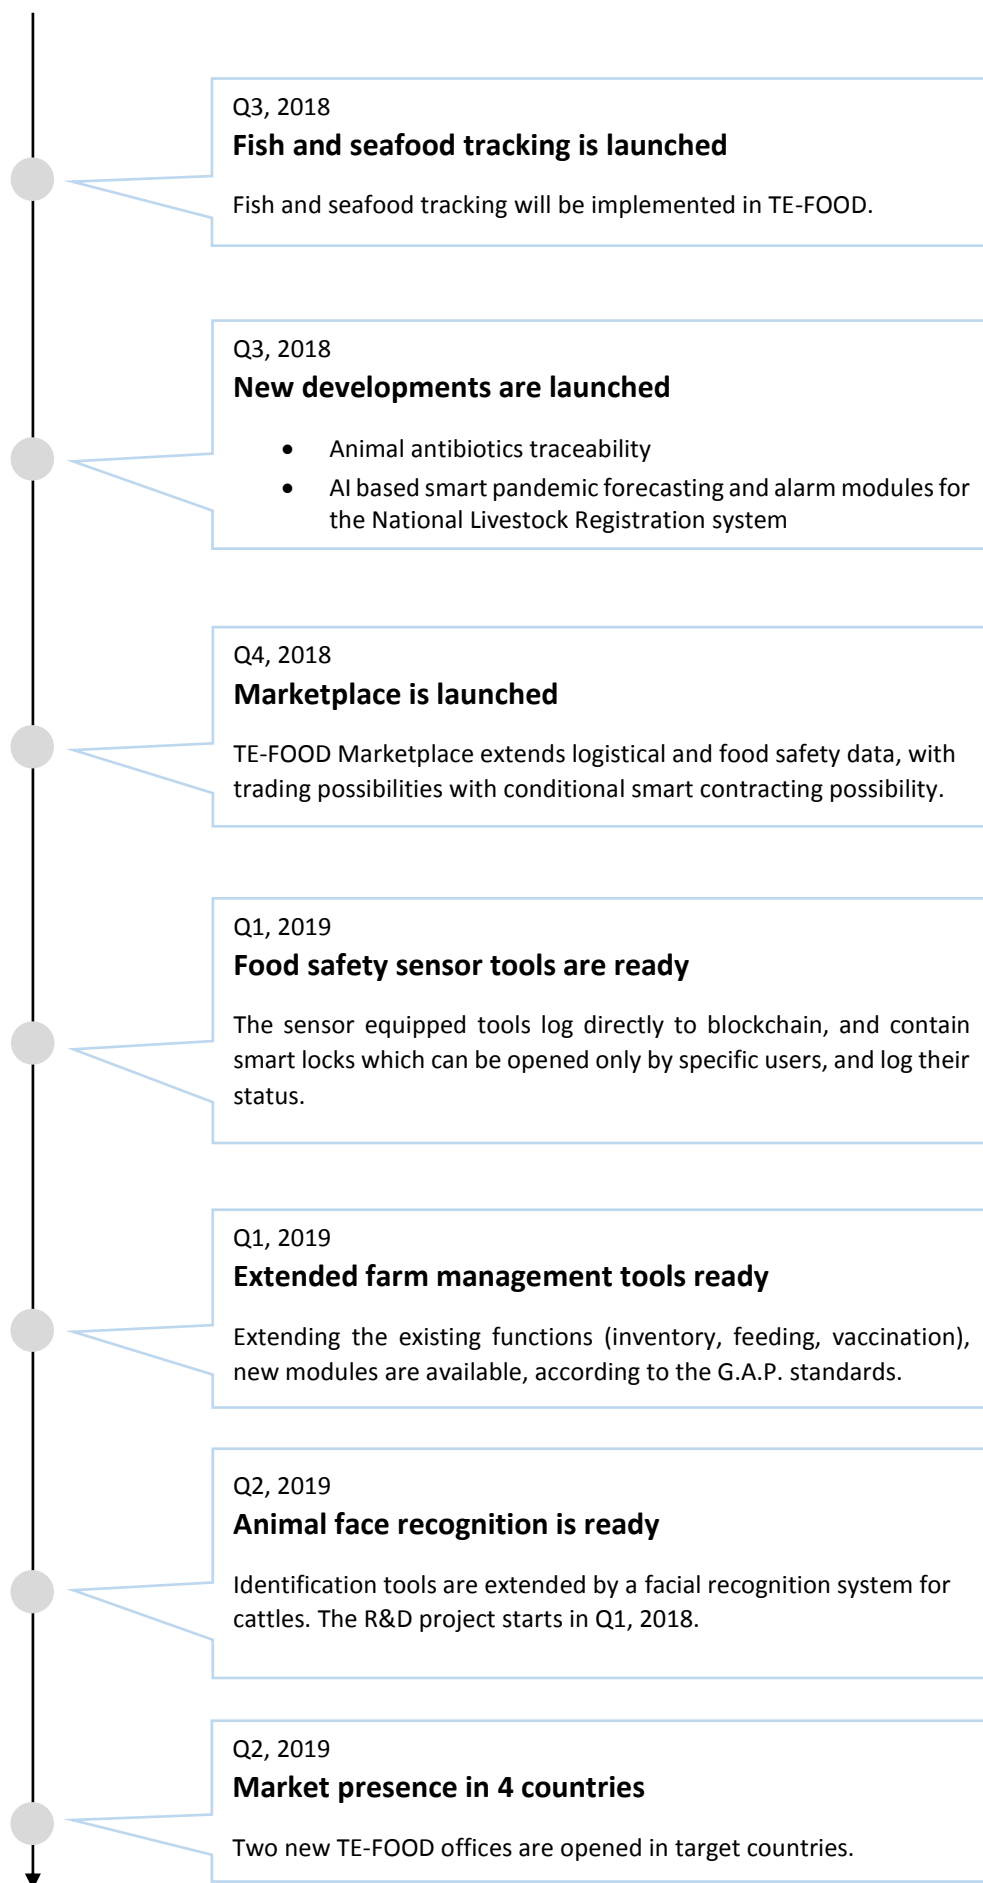 Q3, 2018
Fish and seafood tracking is launched
Fish and seafood tracking will be implemented in TE-FOOD.
Q3, 2018
New developments are launched
• Animal antibiotics traceability
• AI based smart pandemic forecasting and alarm modules for
the National Livestock Registration system
Q4, 2018
Marketplace is launched
TE-FOOD Marketplace extends logistical and food safety data, with
trading possibilities with conditional smart contracting possibility.
Q1, 2019
Food safety sensor tools are ready
The sensor equipped tools log directly to blockchain, and contain
smart locks which can be opened only by specific users, and log their
status.
Q1, 2019
Extended farm management tools ready
Extending the existing functions (inventory, feeding, vaccination),
new modules are available, according to the G.A.P. standards.
Q2, 2019
Animal face recognition is ready
Identification tools are extended by a facial recognition system for
cattles. The R&D project starts in Q1, 2018.
Q2, 2019
Market presence in 4 countries
Two new TE-FOOD offices are opened in target countries.